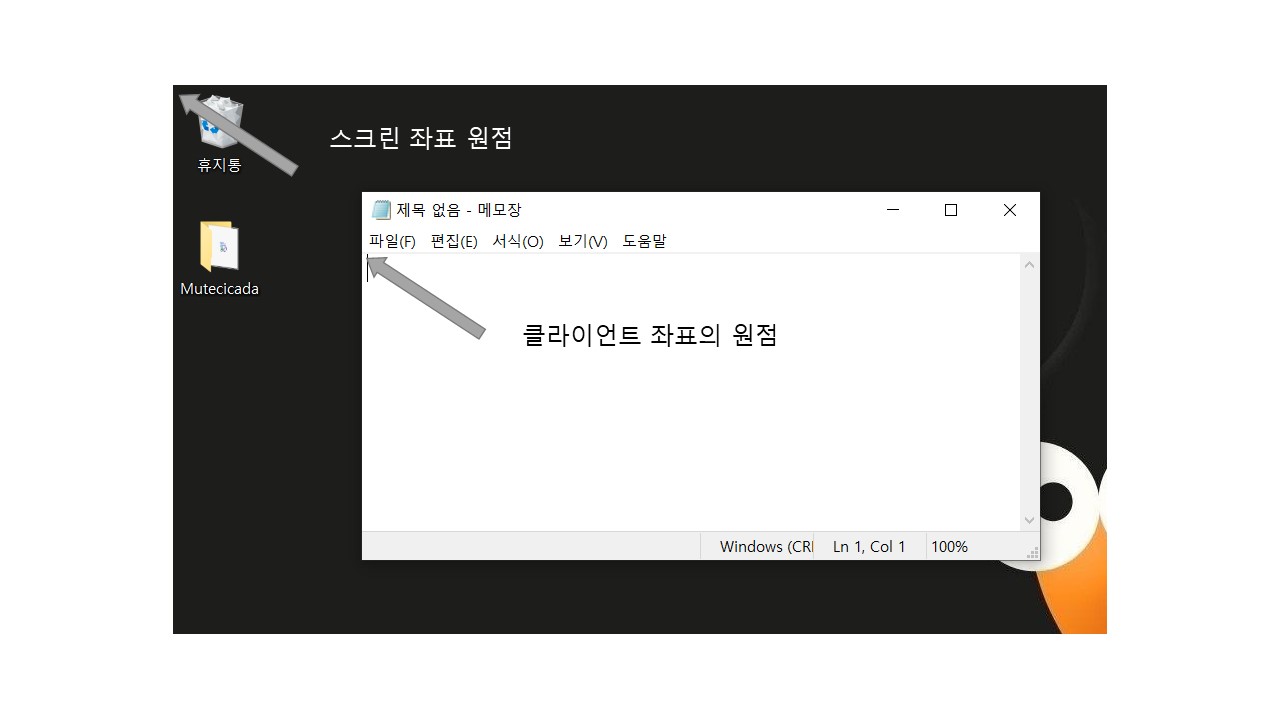 스크린 좌표 원점
휴지통
Mutecicada
제목 없음 - 메모장
파일(F) 편집(E) 서식(O) 보기(V) 도움말
클라이언트 좌표의 원점
Windows (CRI Ln 1, Col 1 100%